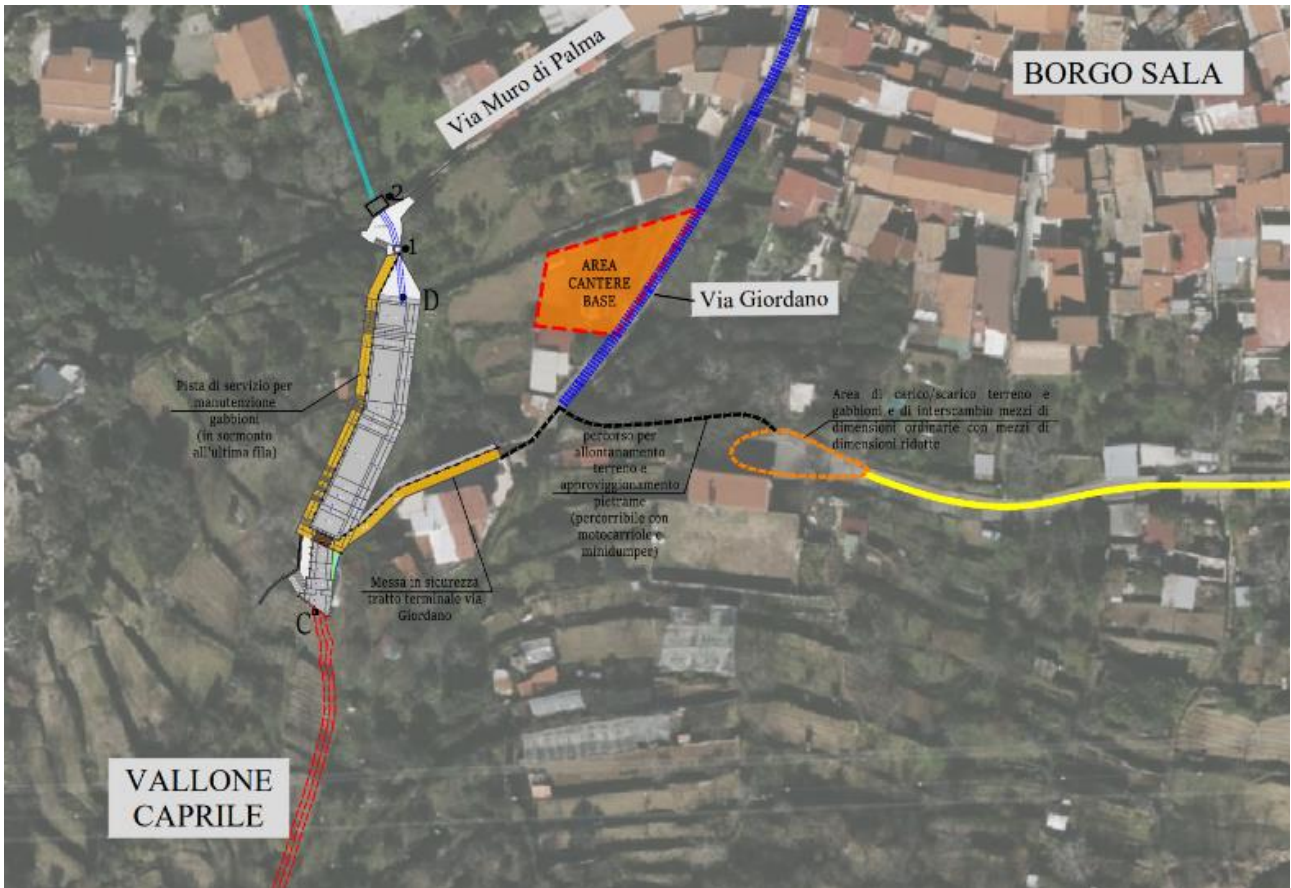 Via Muro di Palma
BORGO SALA
2
1
AREA
CANTERE
BASE
D
Via Giordano
Pista di servizio per
manutenzione
gabbioni
(in sormonto
all'ultima fila)
Area di carico/scarico terreno e
gabbioni e di interscambio mezzi di
dimensioni ordinarie con mezzi di
dimensioni ridotte
percorso per
allontanamento
terreno e
approviggionamento
pietrame
(percorribile con
motocarriole e
minidumper)
Messa in sicurezza
tratto terminale via
Giordano
C
VALLONE
CAPRILE